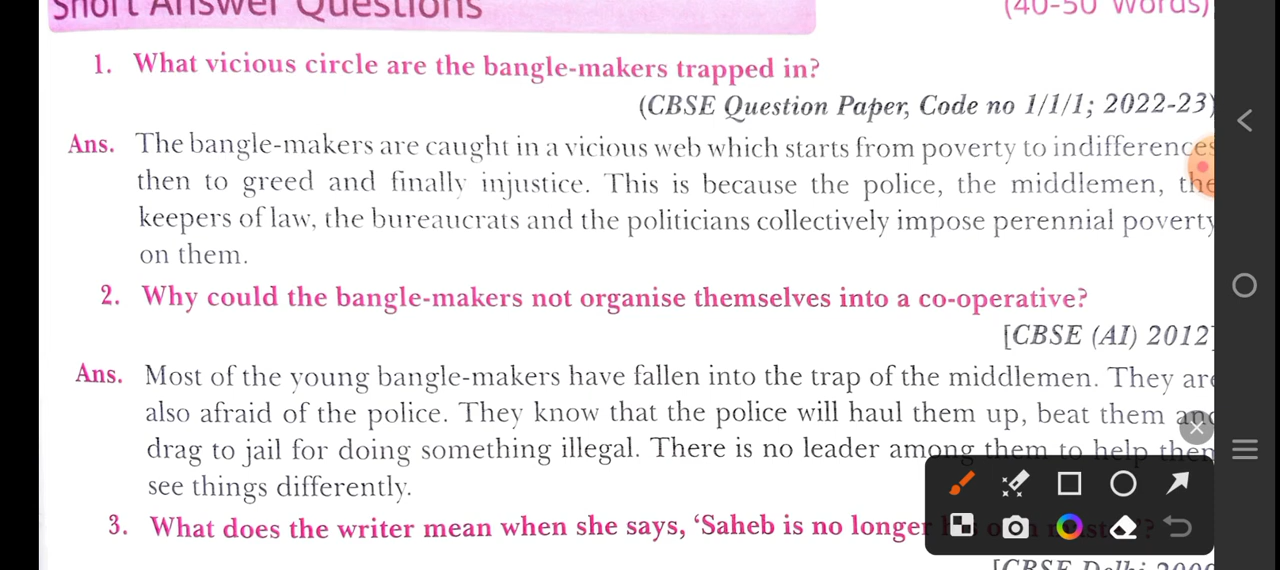 Short Answer Questions (40-50 Words)
1. What vicious circle are the bangle-makers trapped in?
(CBSE Question Paper, Code no 1/1/1; 2022-23)
Ans. The bangle-makers are caught in a vicious web which starts from poverty to indifferences
then to greed and finally injustice. This is because the police, the middlemen, the
keepers of law, the bureaucrats and the politicians collectively impose perennial poverty
on them.
2. Why could the bangle-makers not organise themselves into a co-operative?
[CBSE (AI) 2012]
Ans. Most of the young bangle-makers have fallen into the trap of the middlemen. They are
also afraid of the police. They know that the police will haul them up, beat them and
drag to jail for doing something illegal. There is no leader among them to help them
see things differently.
3. What does the writer mean when she says, ‘Saheb is no longer his own master’?
[CBSE Delhi 2009